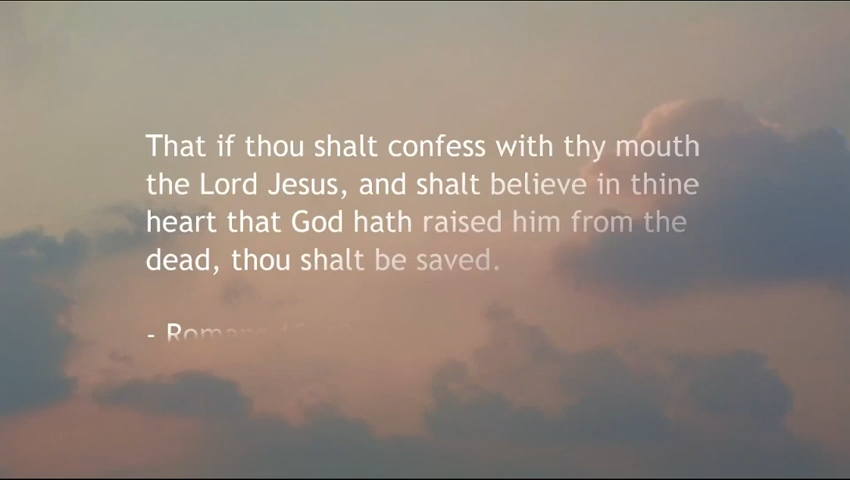 That if thou shalt confess with thy mouth
the Lord Jesus, and shalt believe in thine
heart that God hath raised him from the
dead, thou shalt be saved.
- Romans